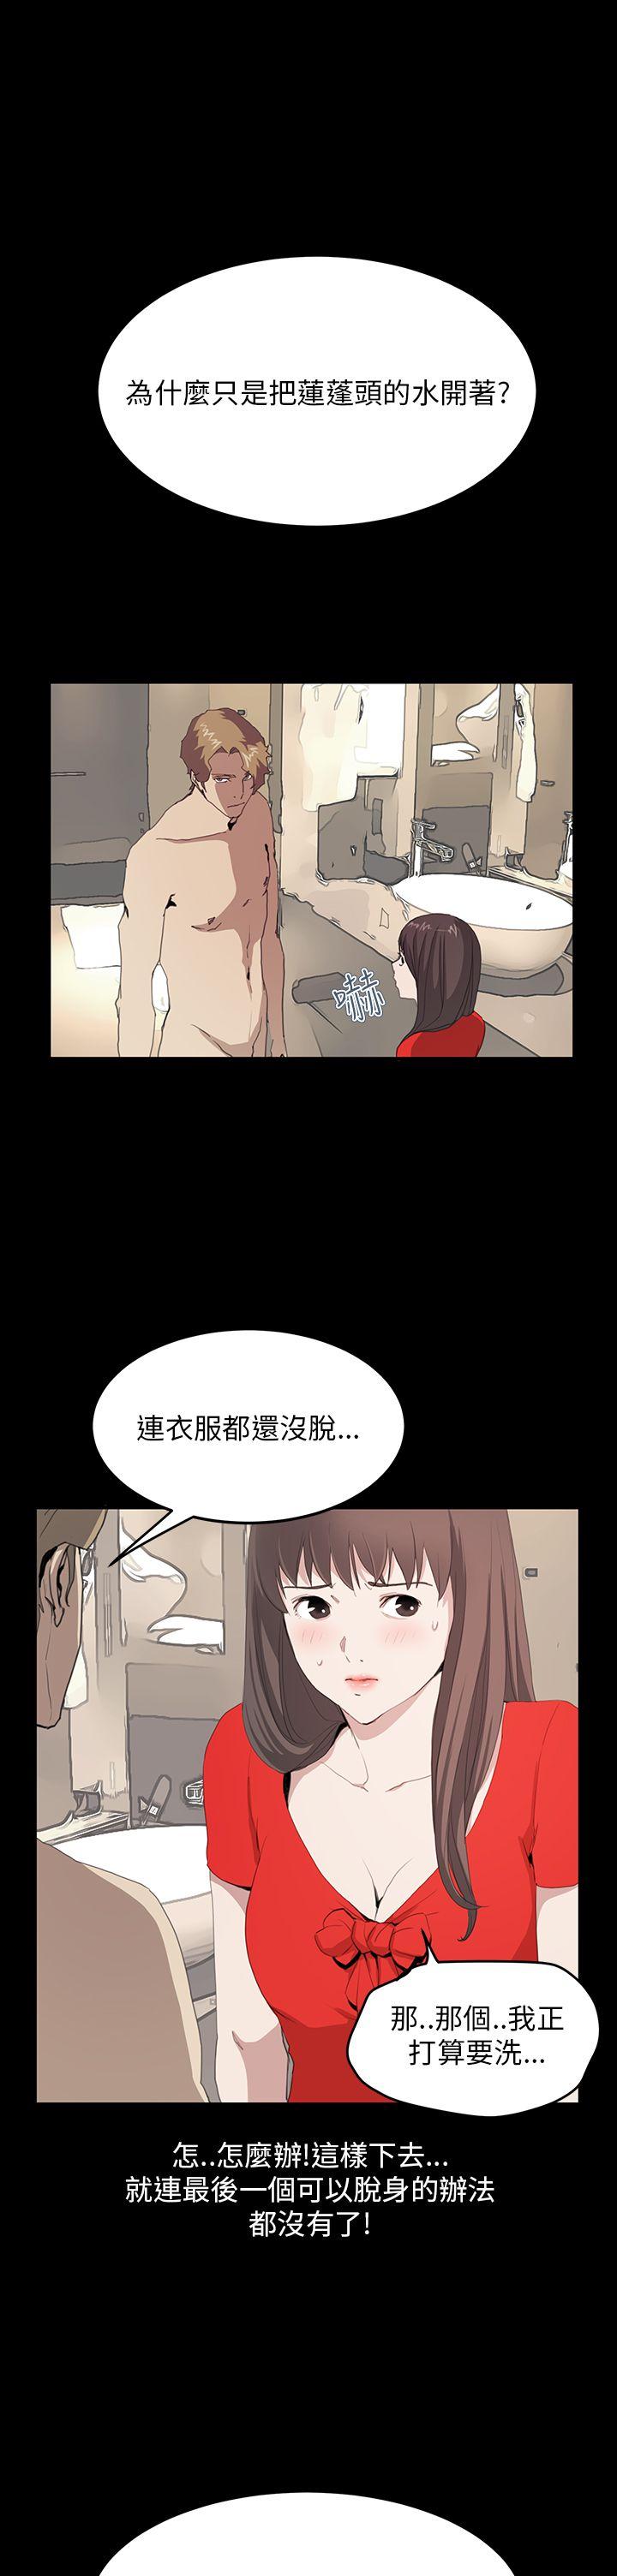 為什麼只是把蓮蓬頭的水開著?
嚇
連衣服都還沒脫...
那..那個..我正
打算要洗...
怎..怎麼辦!這樣下去...
就連最後一個可以脫身的辦法
都沒有了!